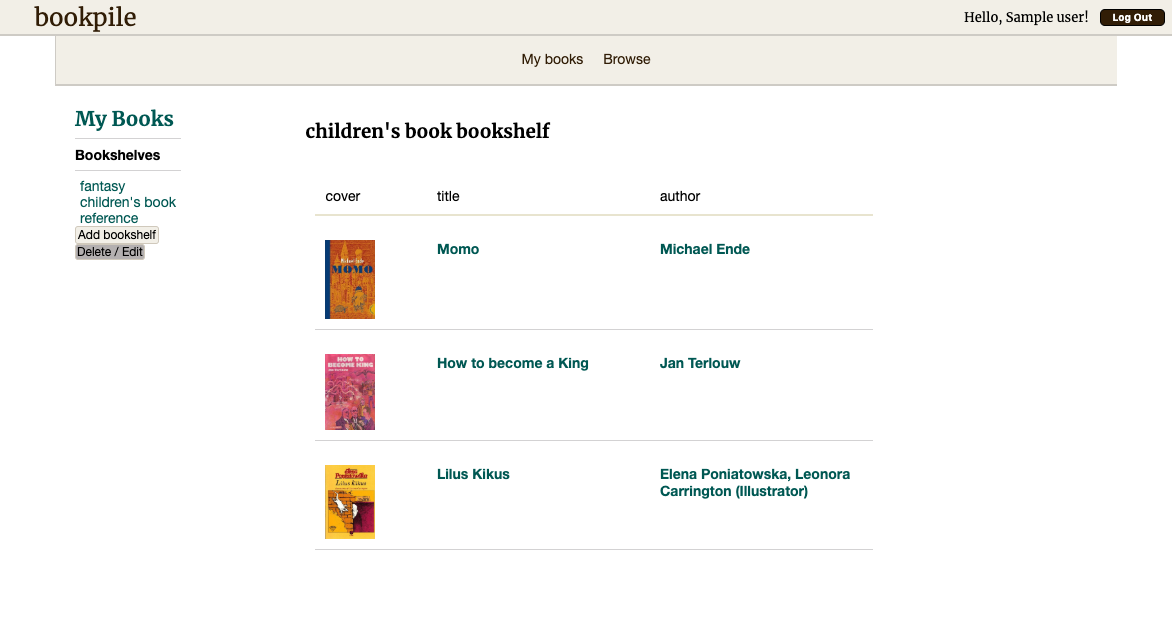 bookpile
Hello, Sample user!
Log Out
My books
Browse
My Books
Bookshelves
fantasy
children's book
reference
Add bookshelf
Delete / Edit
children's book bookshelf
cover title author
MOMO
Momo
Michael Ende
HOW TO
BECOME KING
How to become a King
Jan Terlouw
Elena
Poniatowska
Lilus Kikus
Lilus Kikus
Elena Poniatowska, Leonora
Carrington (Illustrator)